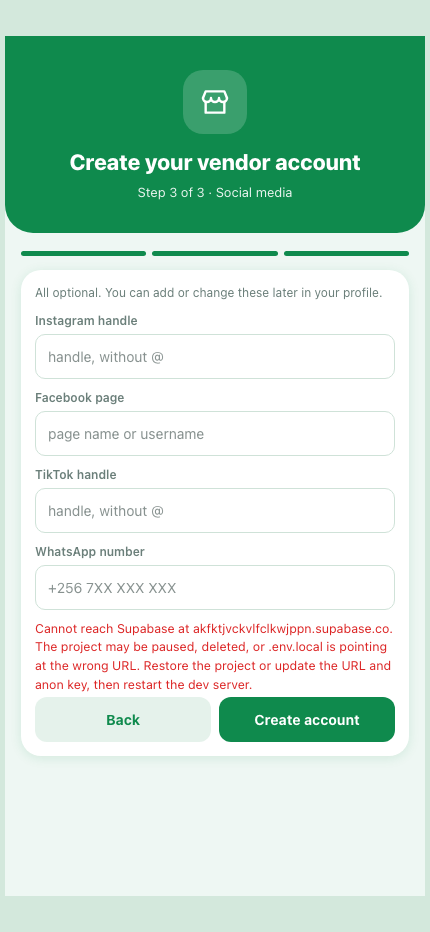 Create your vendor account
Step 3 of 3 · Social media
All optional. You can add or change these later in your profile.
Instagram handle
handle, without @
Facebook page
page name or username
TikTok handle
handle, without @
WhatsApp number
+256 7XX XXX XXX
Cannot reach Supabase at akfktjvckvlfclkwjppn.supabase.co.
The project may be paused, deleted, or .env.local is pointing
at the wrong URL. Restore the project or update the URL and
anon key, then restart the dev server.
Back
Create account